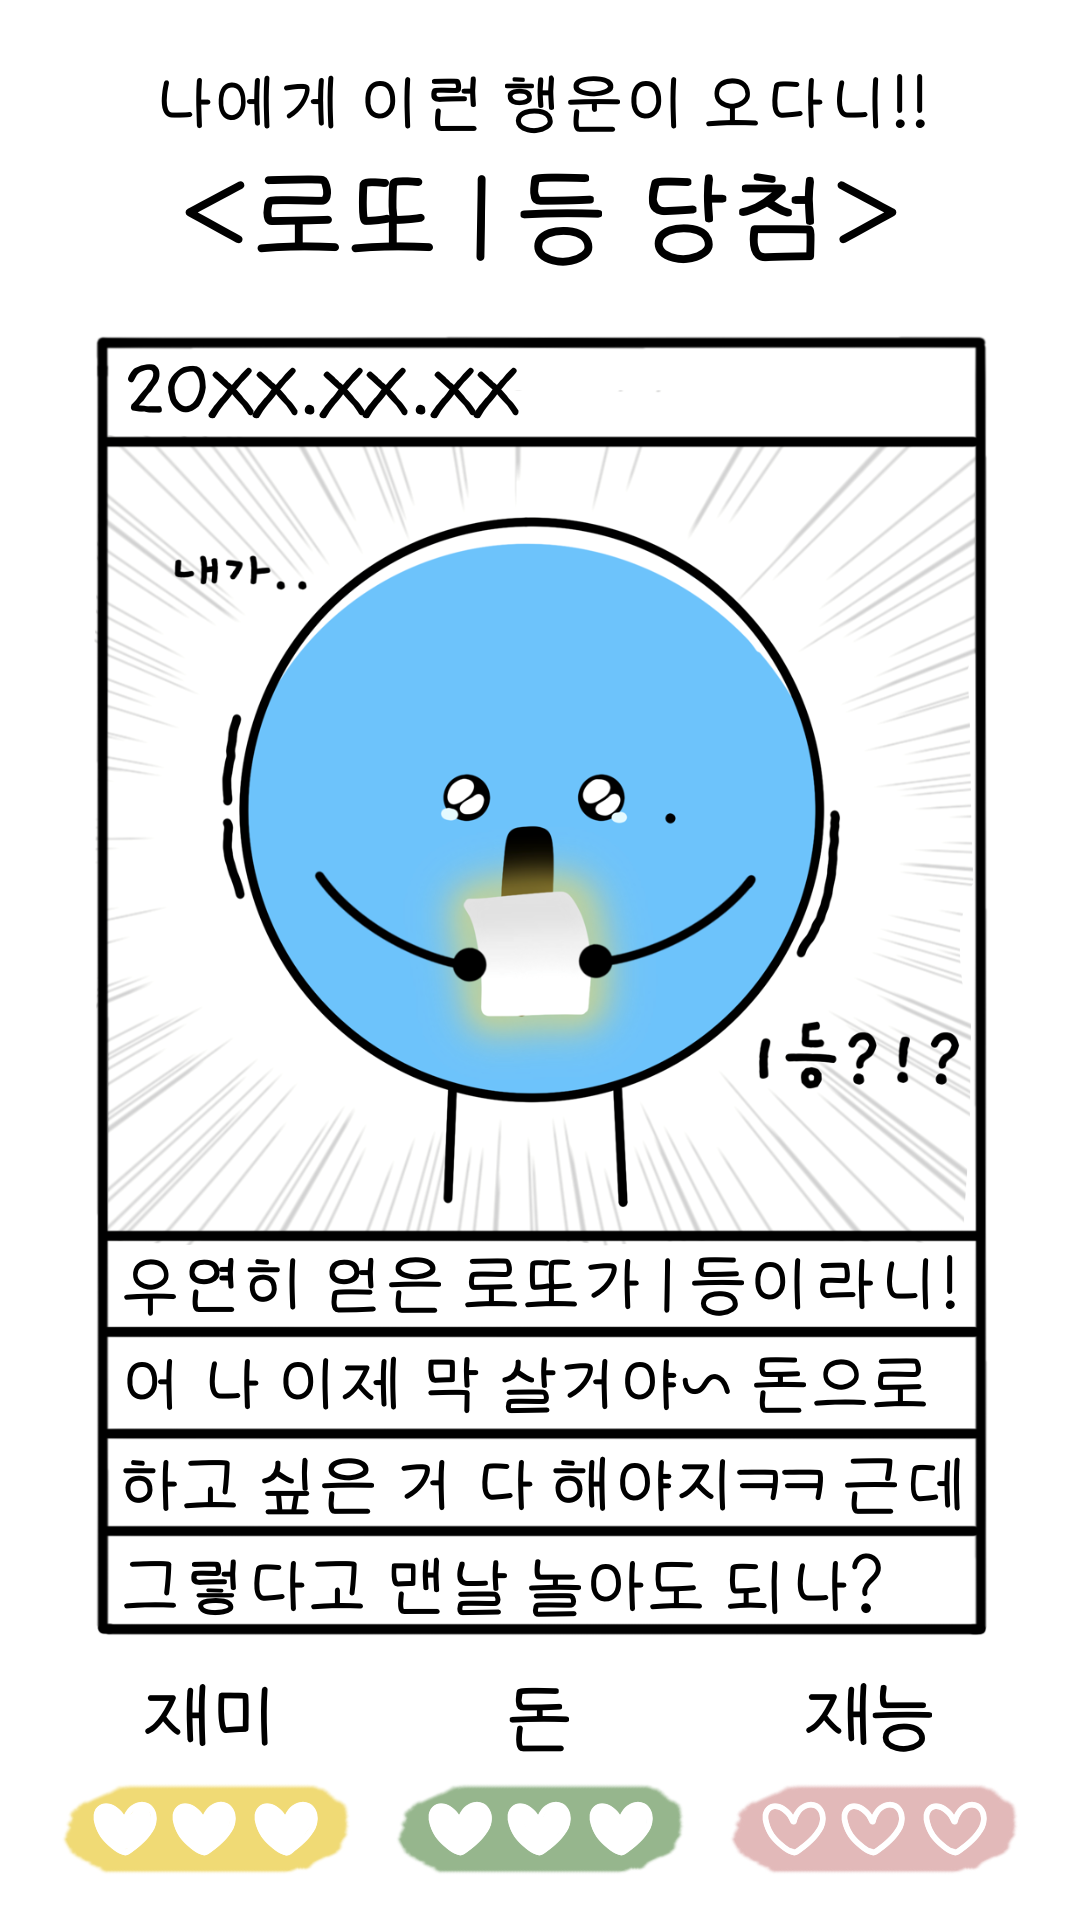 나에게 이런 행운이 오다니!!
<로또 1등 당첨>
20XX.XX.XX
내가..
1등?!?
우연히 얻은 로또가 1등이라니!
어 나 이제 막 살거야~ 돈으로
하고 싶은 거 다 해야지ㅋㅋ 근데
그렇다고 맨날 놀아도 되나?
재미 돈 재능